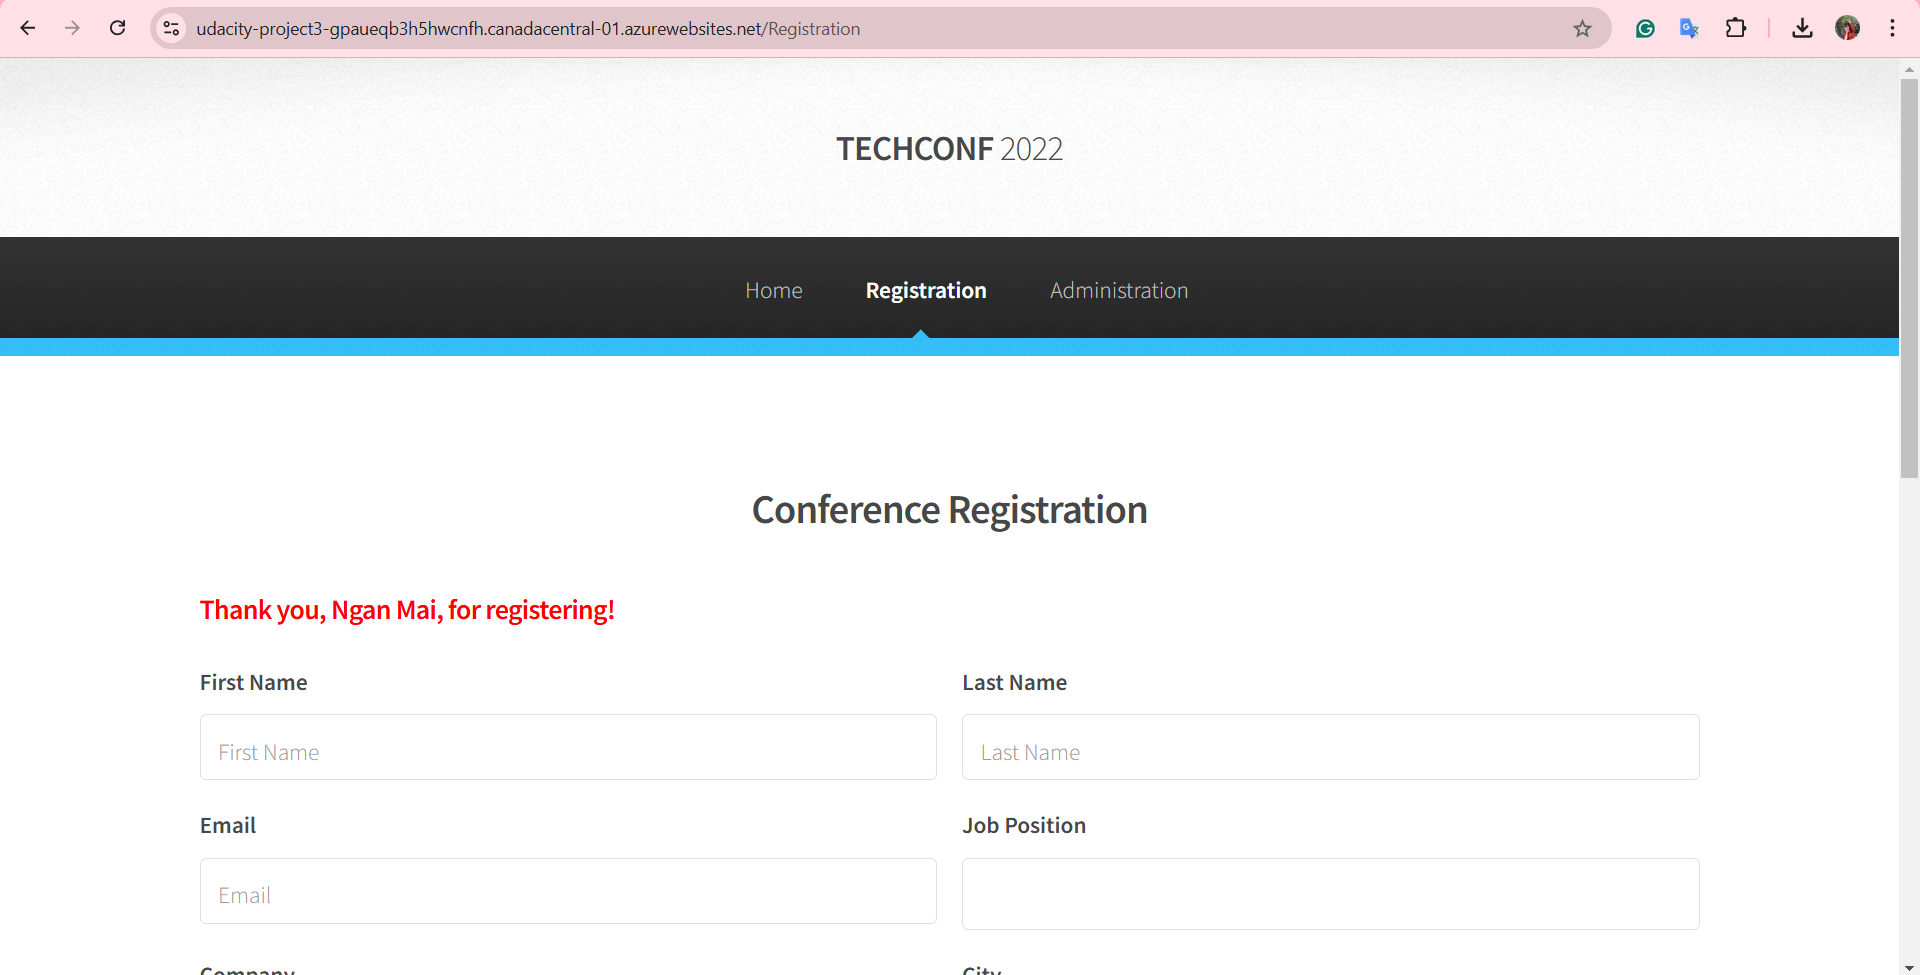 udacity-project3-gpaueqb3h5hwcnfh.canadacentral-01.azurewebsites.net/Registration
TECHCONF 2022
Home Registration Administration
Conference Registration
Thank you, Ngan Mai, for registering!
First Name Last Name
First Name Last Name
Email Job Position
Email
Company City